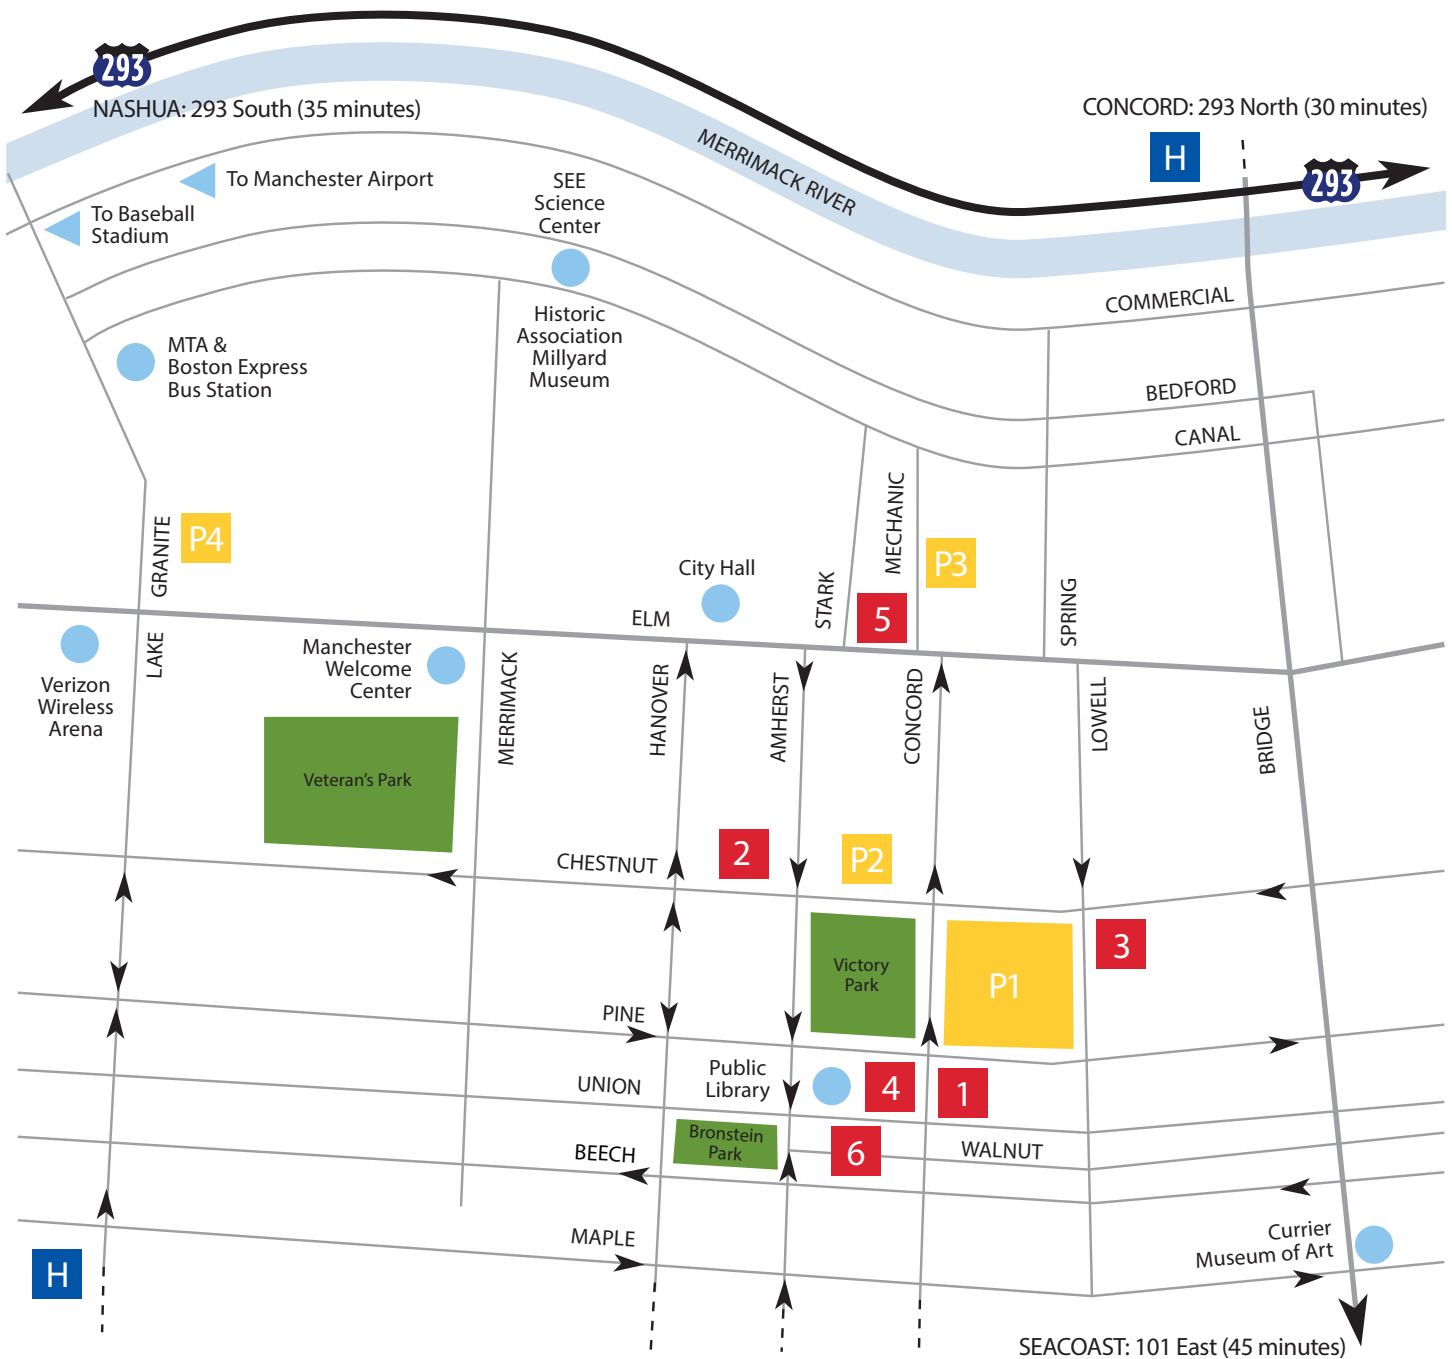 293
NASHUA: 293 South (35 minutes)
CONCORD: 293 North (30 minutes)
H
293
MERRIMACK RIVER
To Manchester Airport
To Baseball
Stadium
SEE
Science
Center
Historic
Association
Millyard
Museum
MTA &
Boston Express
Bus Station
COMMERCIAL
BEDFORD
CANAL
GRANITE
P4
MECHANIC
P3
City Hall
STARK
5
SPRING
ELM
LAKE
Verizon
Wireless
Arena
Manchester
Welcome
Center
MERRIMACK
HANOVER
AMHERST
CONCORD
LOWELL
BRIDGE
Veteran's Park
CHESTNUT
2
P2
3
Victory
Park
P1
PINE
UNION
Public
Library
4
1
Bronstein
Park
BEECH
6
WALNUT
MAPLE
Currier
Museum of Art
H
SEACOAST: 101 East (45 minutes)